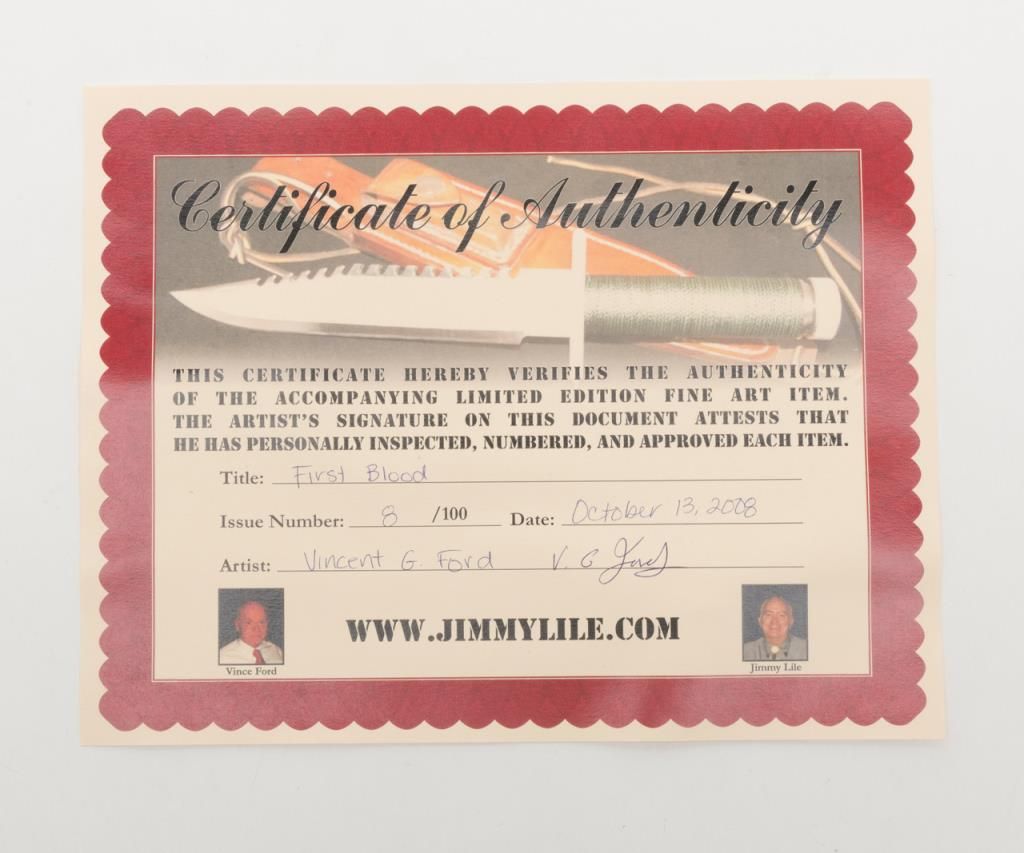 Certificate of Authenticity
THIS CERTIFICATE HEREBY VERIFIES THE AUTHENTICITY
OF THE ACCOMPANYING LIMITED EDITION FINE ART ITEM.
THE ARTIST'S SIGNATURE ON THIS DOCUMENT ATTESTS THAT
HE HAS PERSONALLY INSPECTED, NUMBERED, AND APPROVED EACH ITEM.
Title: First Blood
Issue Number: 8 /100 Date: October 13, 2008
Artist: Vincent G. Ford V. G Ford
WWW.JIMMYLILE.COM
Vince Ford
Jimmy Lile